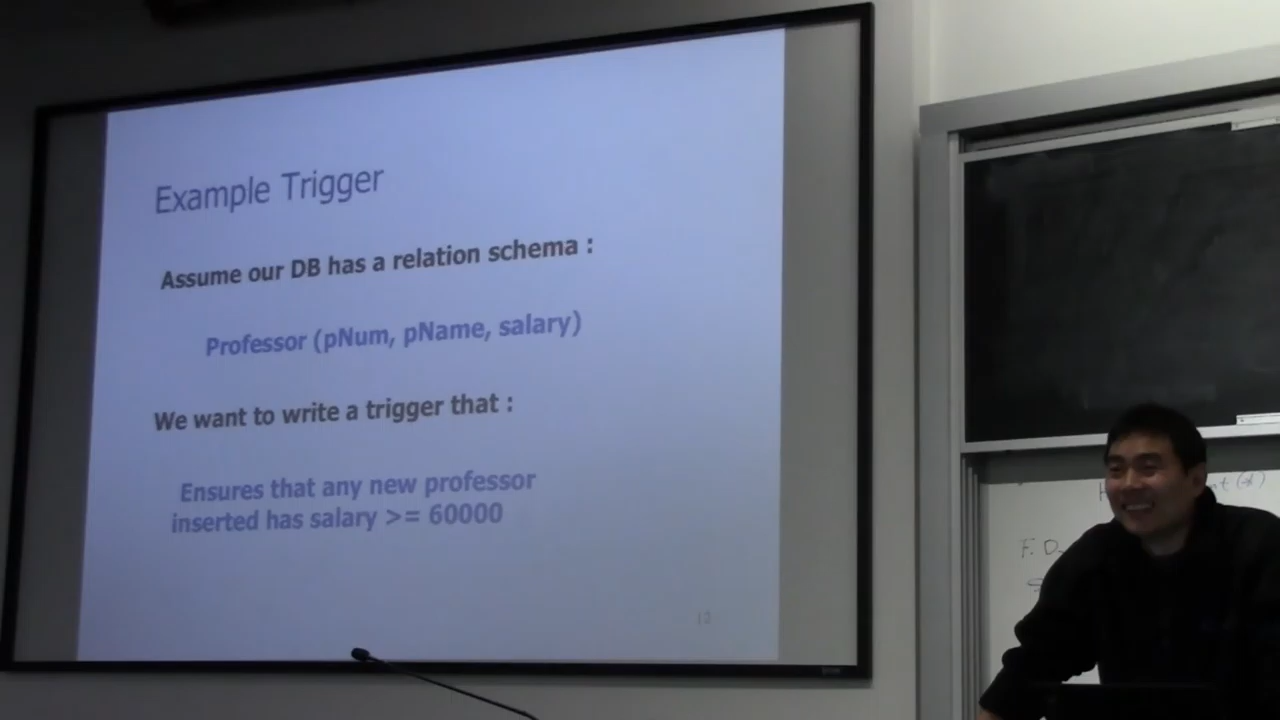 Example Trigger
Assume our DB has a relation schema :
Professor (pNum, pName, salary)
We want to write a trigger that :
Ensures that any new professor
inserted has salary >= 60000